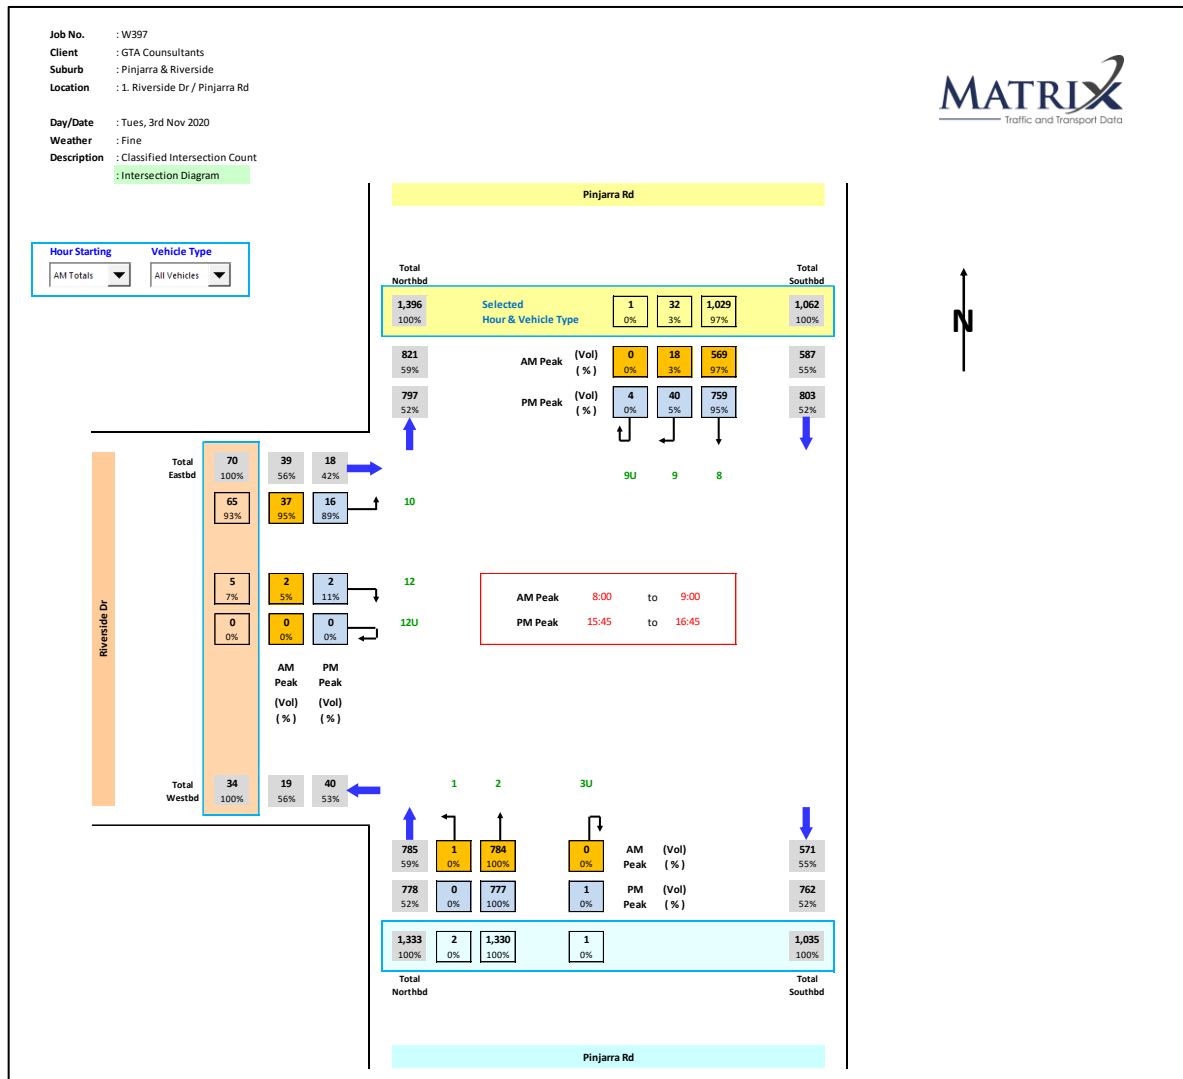 Job No. : W397
Client : GTA Counsultants
Suburb : Pinjarra & Riverside
Location : 1. Riverside Dr / Pinjarra Rd
Day/Date : Tues, 3rd Nov 2020
Weather : Fine
Description : Classified Intersection Count
: Intersection Diagram
MATRIX
Traffic and Transport Data
Pinjarra Rd
Hour Starting Vehicle Type
AM Totals All Vehicles
Total Northbd Total Southbd
1,396 Selected 1 32 1,029 1,062
100% Hour & Vehicle Type 0% 3% 97% 100%
821 AM Peak (Vol) 0 18 569 587
59% ( % ) 0% 3% 97% 55%
797 PM Peak (Vol) 4 40 759 803
52% ( % ) 0% 5% 95% 52%
N
Total 70 39 18
Eastbd 100% 56% 42%
9U 9 8
65 37 16 10
93% 95% 89%
5 2 2 12
7% 5% 11%
0 0 0 12U
0% 0% 0%
AM Peak 8:00 to 9:00
PM Peak 15:45 to 16:45
Riverside Dr
AM PM
Peak Peak
(Vol) (Vol)
( % ) ( % )
Total 34 19 40
Westbd 100% 56% 53%
1 2 3U
785 1 784 0 AM (Vol) 571
59% 0% 100% 0% Peak ( % ) 55%
778 0 777 1 PM (Vol) 762
52% 0% 100% 0% Peak ( % ) 52%
1,333 2 1,330 1 1,035
100% 0% 100% 0% 100%
Total Total
Northbd Southbd
Pinjarra Rd